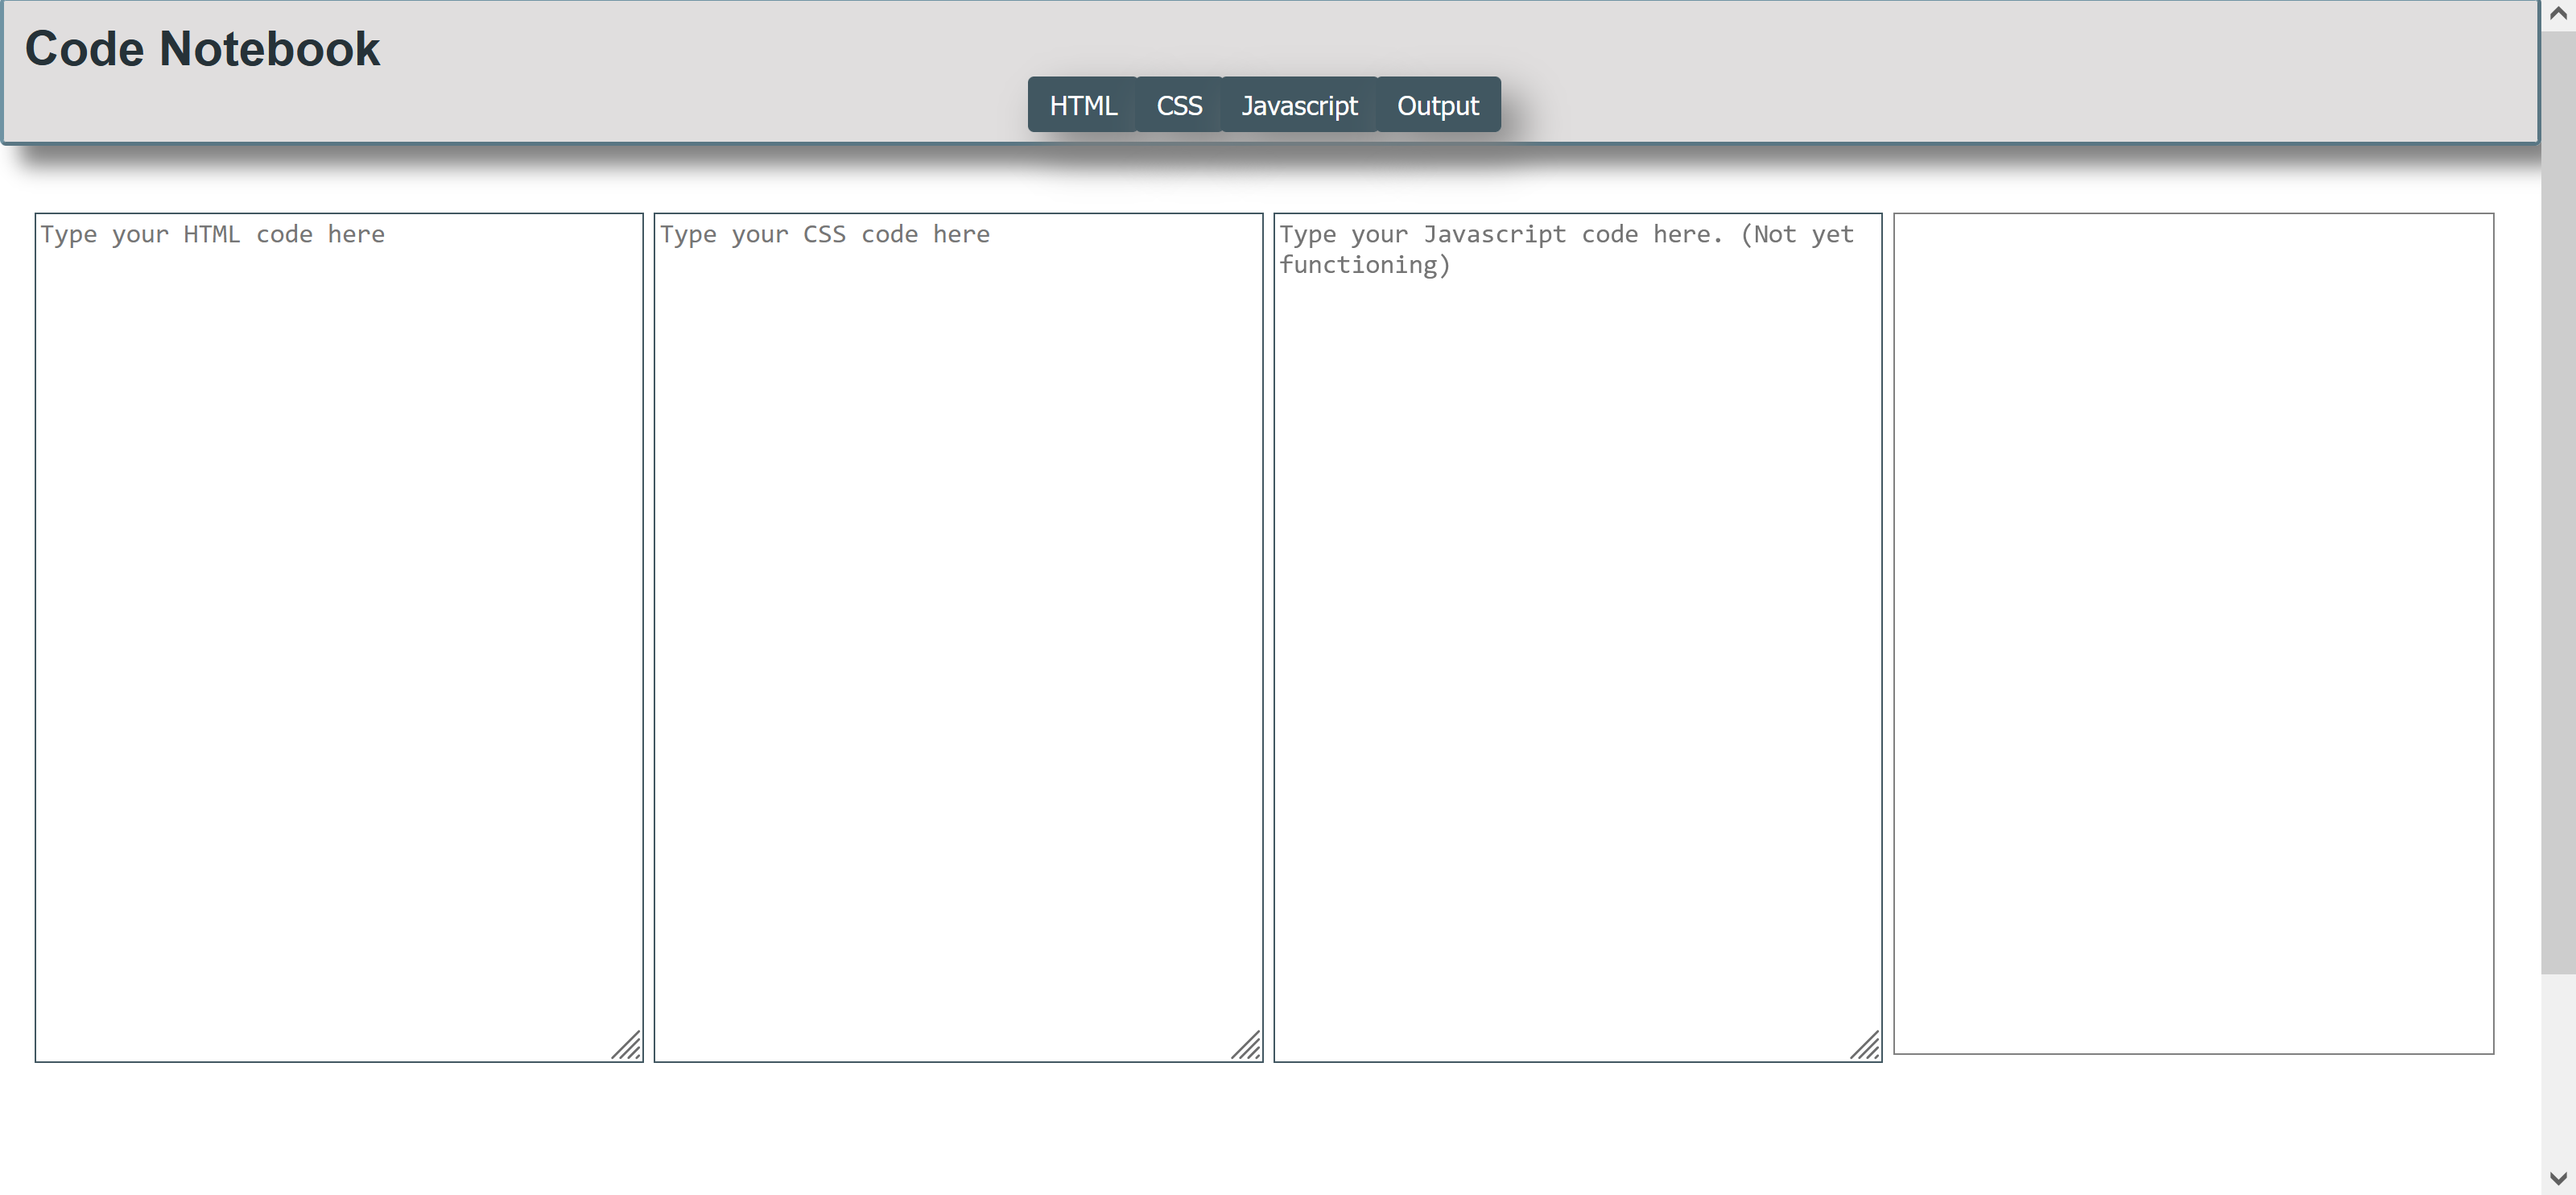 Code Notebook
HTML CSS Javascript Output
Type your HTML code here
Type your CSS code here
Type your Javascript code here. (Not yet
functioning)